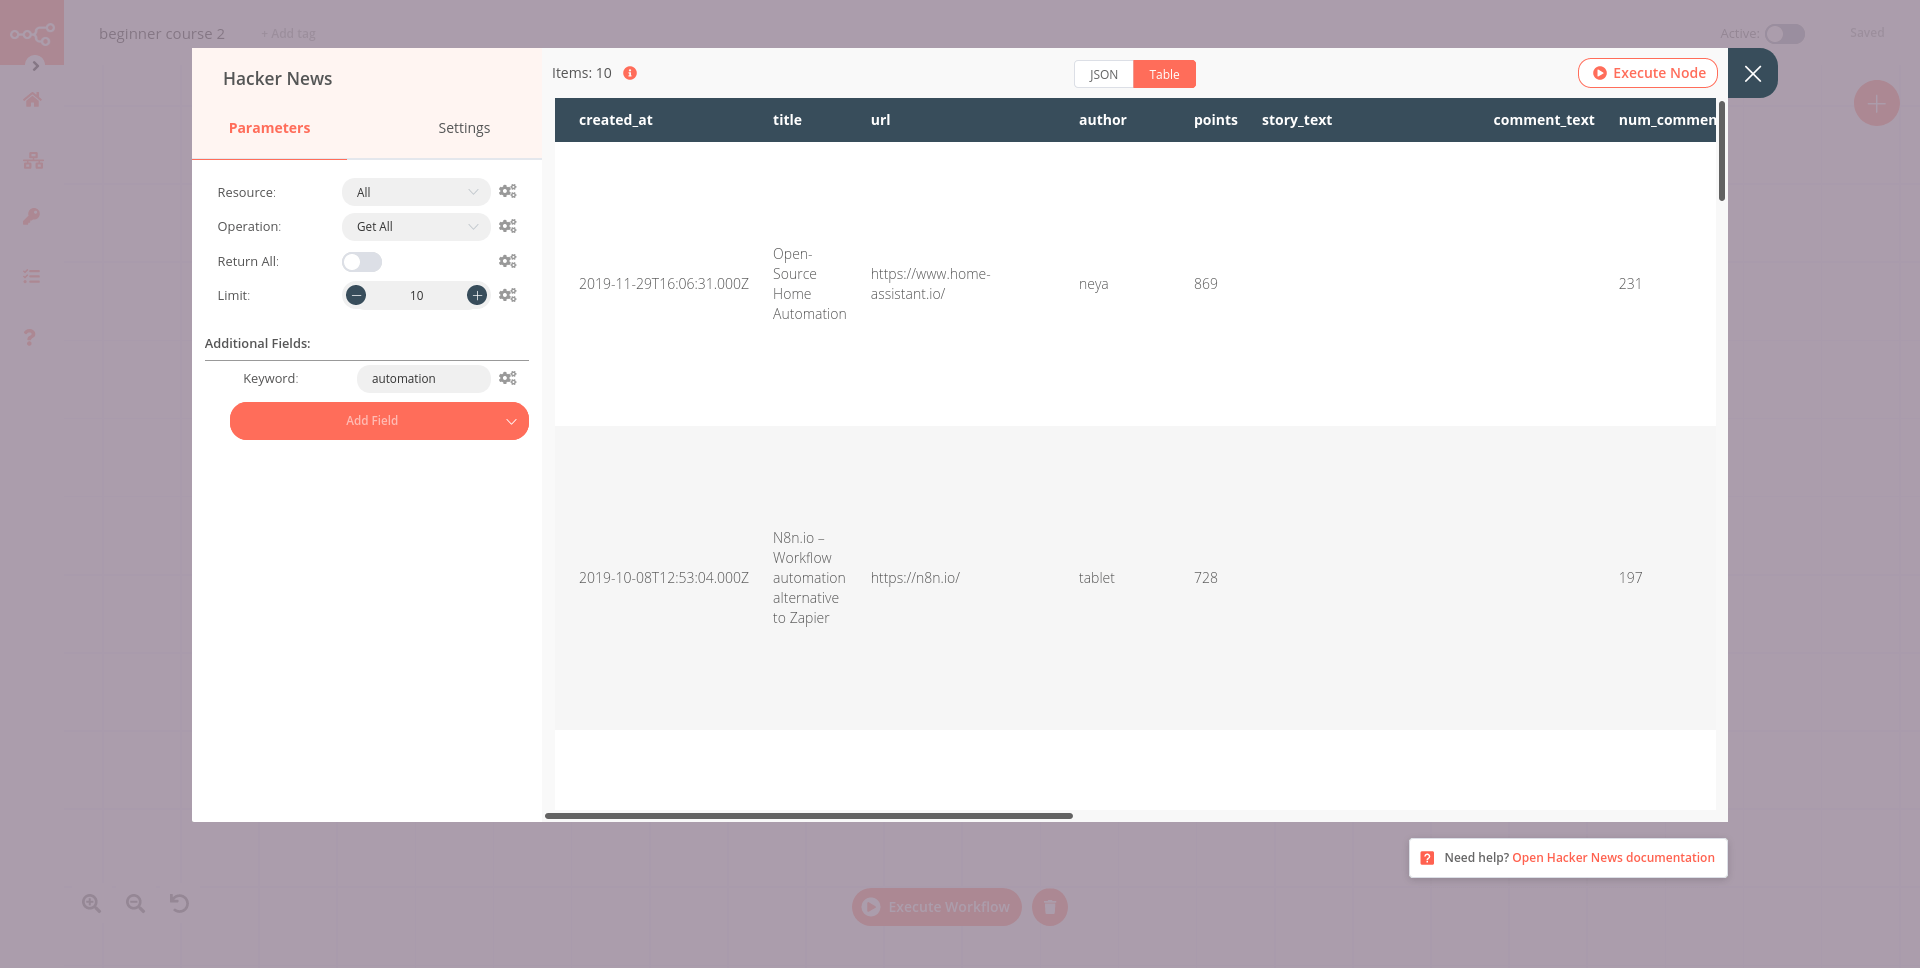 beginner course 2
+ Add tag
Active:
Saved
Hacker News
Parameters
Settings
Resource:
All
Operation:
Get All
Return All:
Limit:
10
Additional Fields:
Keyword:
automation
Add Field
Items: 10
JSON
Table
Execute Node
created_at title url author points story_text comment_text num_commen
2019-11-29T16:06:31.000Z
Open-
Source
Home
Automation
https://www.home-
assistant.io/
neya
869
231
2019-10-08T12:53:04.000Z
N8n.io –
Workflow
automation
alternative
to Zapier
https://n8n.io/
tablet
728
197
Need help? Open Hacker News documentation
Execute Workflow